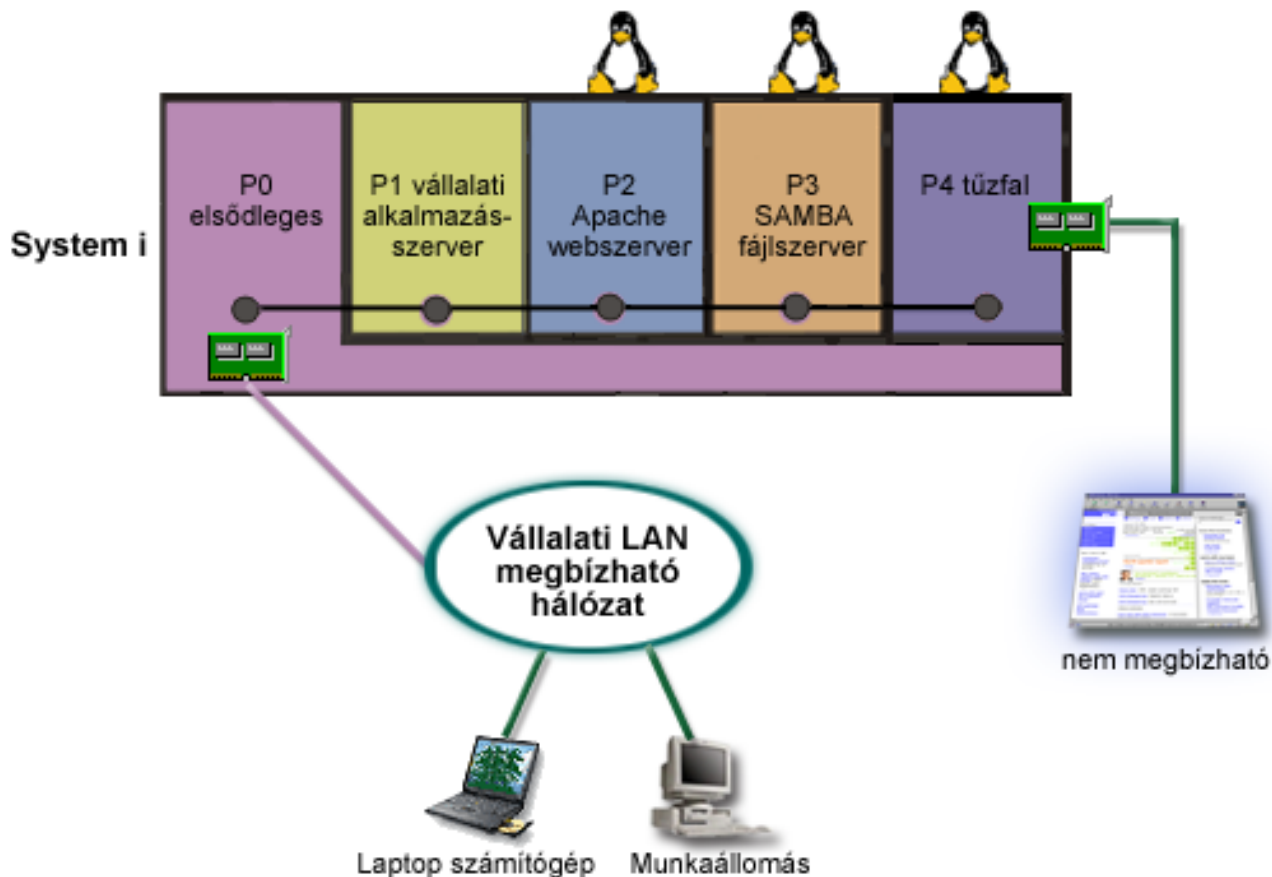 System i
P0
elsődleges
P1 vállalati
alkalmazás-
szerver
P2
Apache
webszerver
P3
SAMBA
fájlszerver
P4 tűzfal
Vállalati LAN
megbízható
hálózat
nem megbízható
Laptop számítógép
Munkaállomás